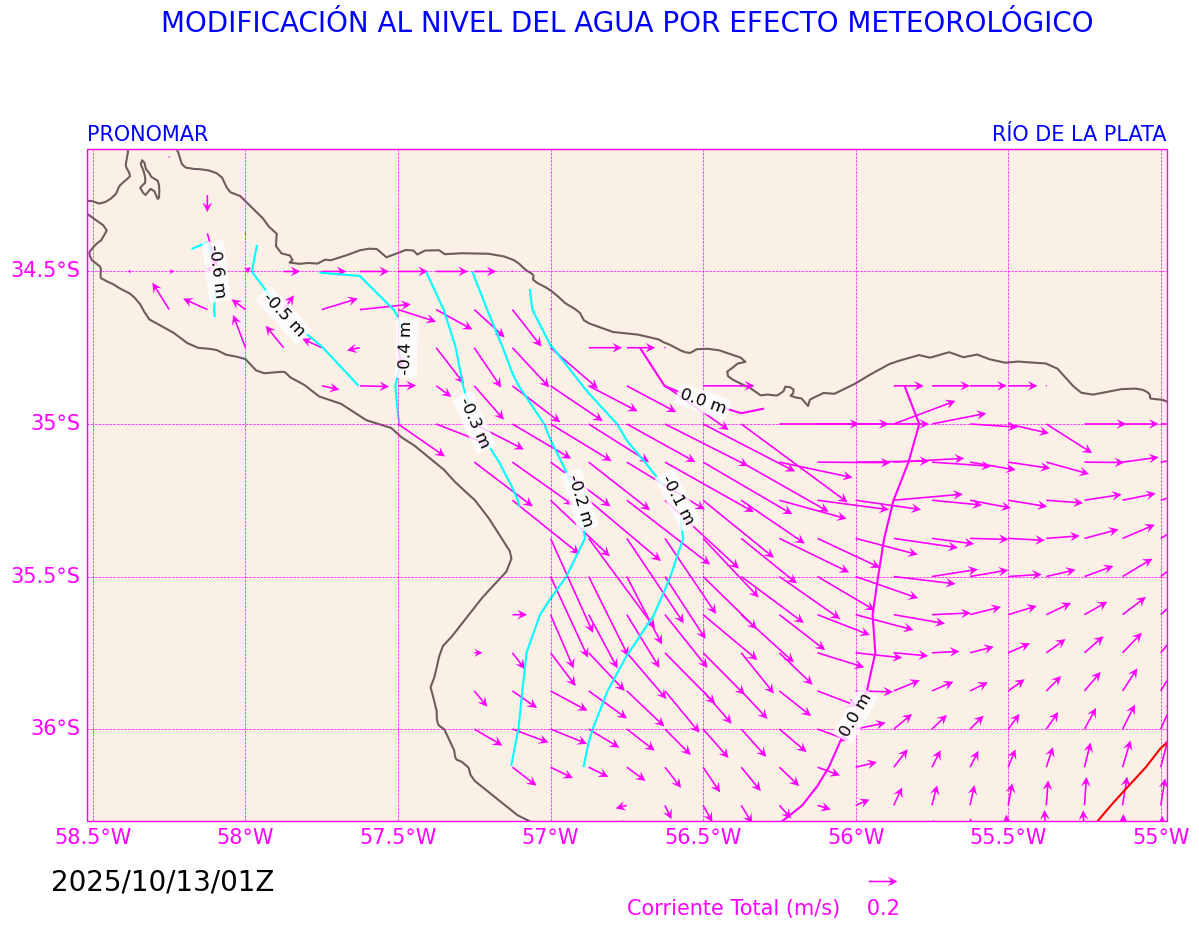 MODIFICACIÓN AL NIVEL DEL AGUA POR EFECTO METEOROLÓGICO
PRONOMAR
RÍO DE LA PLATA
34.5°S
35°S
35.5°S
36°S
-0.6 m
-0.5 m
-0.4 m
-0.3 m
-0.2 m
-0.1 m
0.0 m
0.0 m
58.5°W
58°W
57.5°W
57°W
56.5°W
56°W
55.5°W
55°W
2025/10/13/01Z
Corriente Total (m/s)
0.2